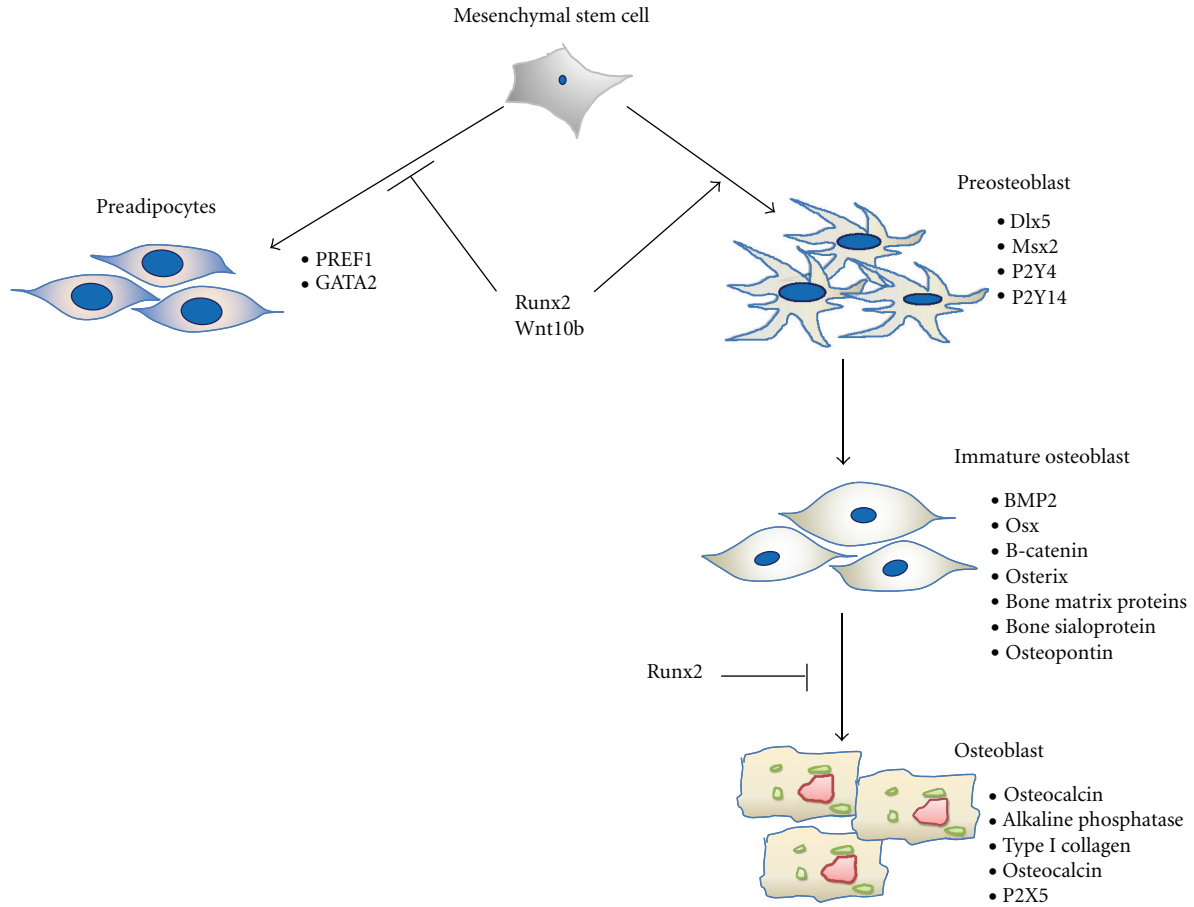 Mesenchymal stem cell
Preadipocytes
• PREF1
• GATA2
Runx2
Wnt10b
Preosteoblast
• Dlx5
• Msx2
• P2Y4
• P2Y14
Immature osteoblast
• BMP2
• Osx
• B-catenin
• Osterix
• Bone matrix proteins
• Bone sialoprotein
• Osteopontin
Runx2
Osteoblast
• Osteocalcin
• Alkaline phosphatase
• Type I collagen
• Osteocalcin
• P2X5